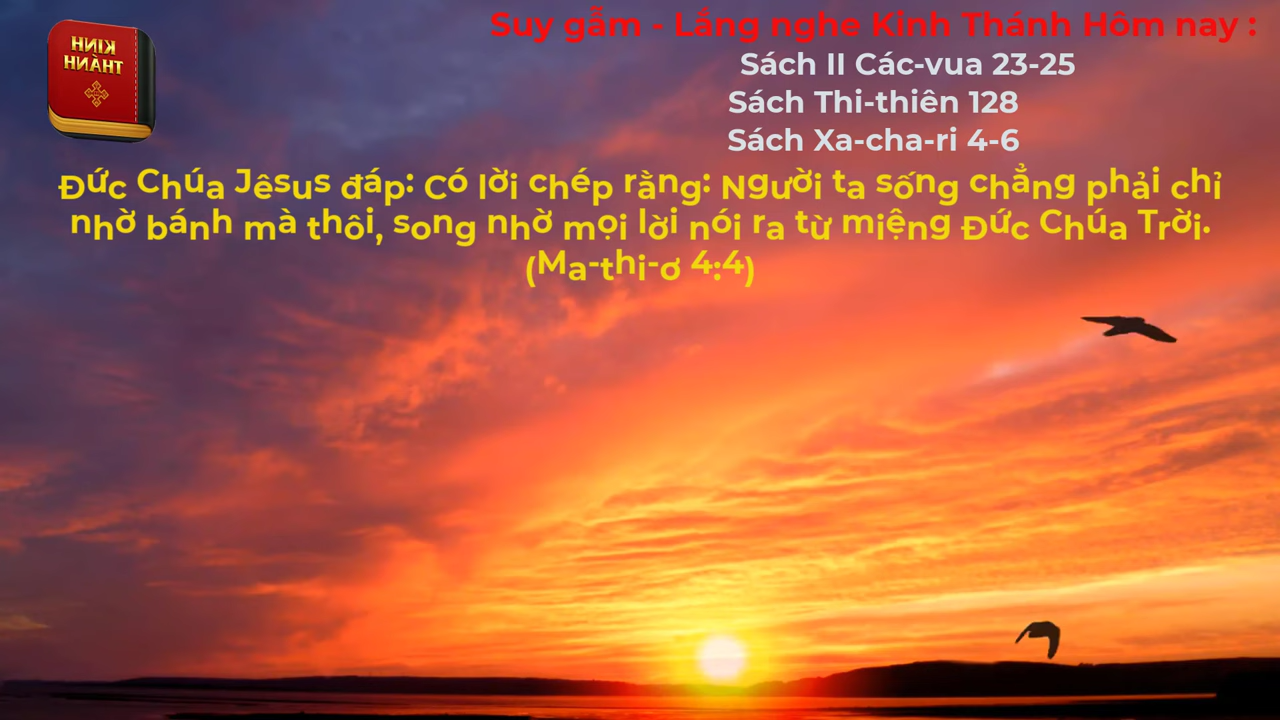 KINH
THÁNH
Suy gẫm - Lắng nghe Kinh Thánh Hôm nay :
Sách II Các-vua 23-25
Sách Thi-thiên 128
Sách Xa-cha-ri 4-6
Đức Chúa Jêsus đáp: Có lời chép rằng: Người ta sống chẳng phải chỉ
nhờ bánh mà thôi, song nhờ mọi lời nói ra từ miệng Đức Chúa Trời.
(Ma-thi-ơ 4:4)